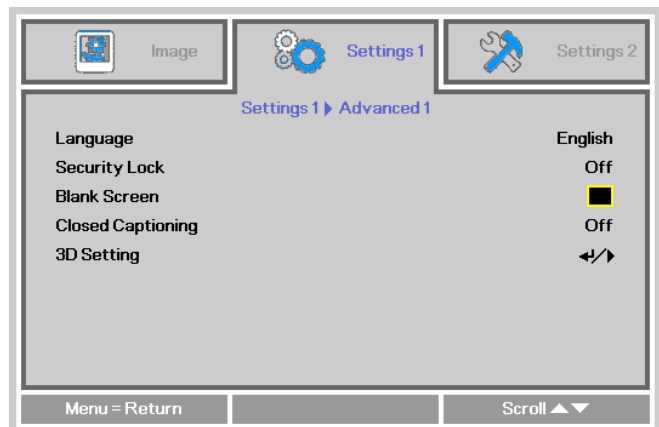 Image Settings 1 Settings 2
Settings 1 ▶ Advanced 1
Language English
Security Lock Off
Blank Screen
Closed Captioning Off
3D Setting ↵/▶
Menu = Return Scroll ▲▼